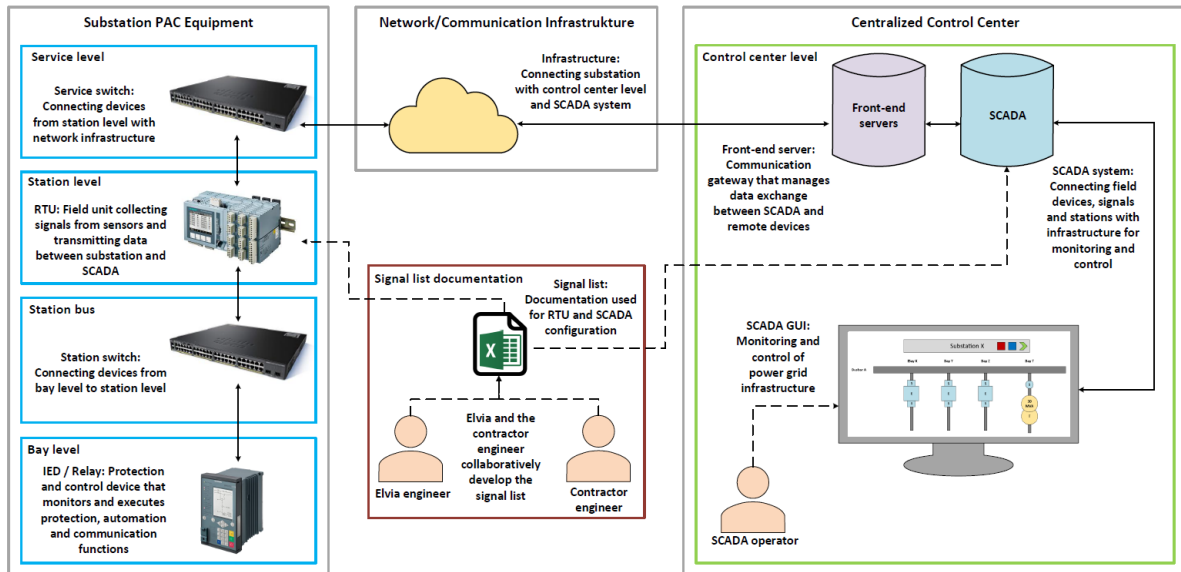 Substation PAC Equipment
Service level
Service switch:
Connecting devices
from station level with
network infrastructure
Station level
RTU: Field unit collecting
signals from sensors and
transmitting data
between substation and
SCADA
Station bus
Station switch:
Connecting devices from
bay level to station level
Bay level
IED / Relay: Protection
and control device that
monitors and executes
protection, automation
and communication
functions
Network/Communication Infrastrukture
Infrastructure:
Connecting substation
with control center level
and SCADA system
Signal list documentation
Signal list:
Documentation used
for RTU and SCADA
configuration
X
Elvia and the
contractor
engineer
collaboratively
develop the
signal list
Elvia engineer
Contractor
engineer
Centralized Control Center
Control center level
Front-end
servers
SCADA
Front-end server:
Communication
gateway that manages
data exchange
between SCADA and
remote devices
SCADA system:
Connecting field
devices, signals
and stations with
infrastructure for
monitoring and
control
SCADA GUI:
Monitoring and
control of
power grid
infrastructure
Substation X
SCADA operator